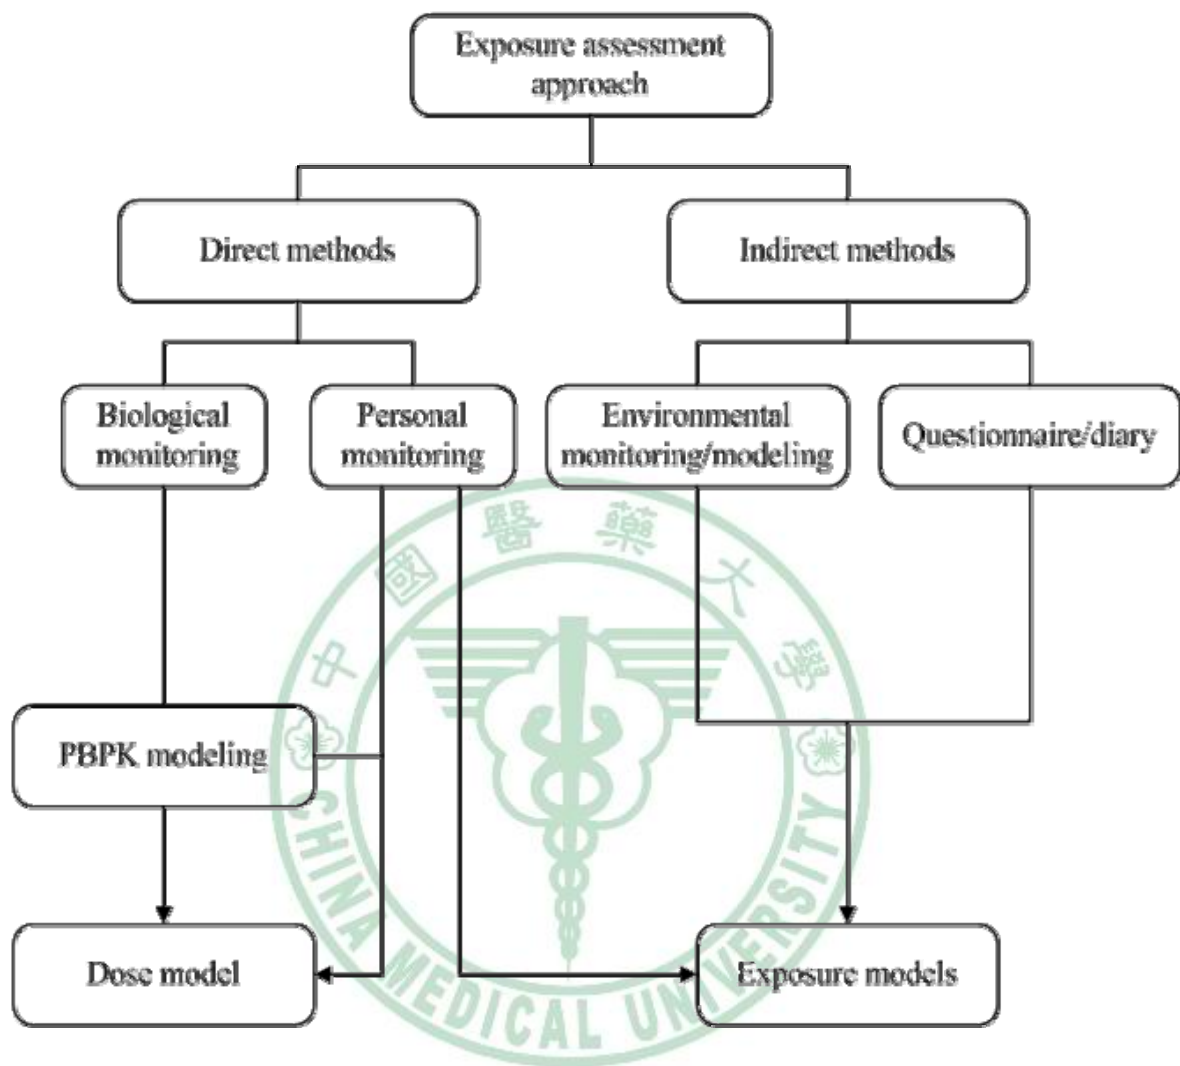 Exposure assessment
approach
Direct methods
Indirect methods
Biological
monitoring
Personal
monitoring
Environmental
monitoring/modeling
Questionnaire/diary
中國醫藥大學
PBPK modeling
Dose model
Exposure models
CHINA MEDICAL UNIVERSITY